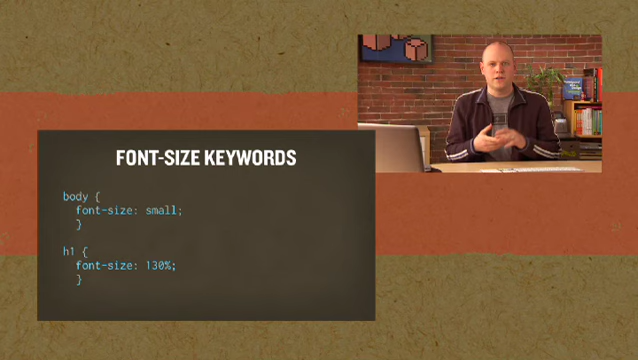 FONT-SIZE KEYWORDS
body {
font-size: small;
}
h1 {
font-size: 130%;
}